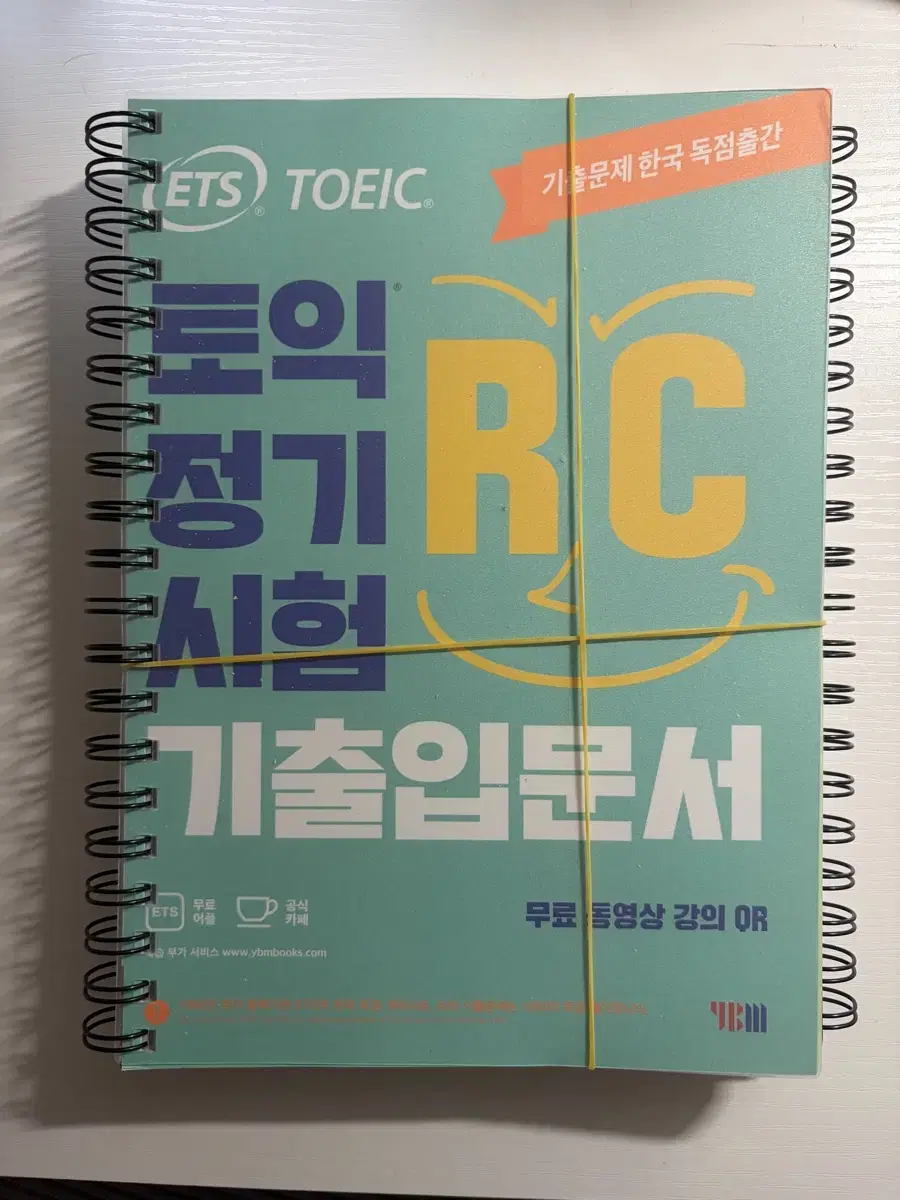 ETS® TOEIC®
기출문제 한국 독점출간
토익®
정기
시험
RC
기출입문서
ETS
무료
어플
공식
카페
무료 동영상 강의 QR
부가 서비스 www.ybmbooks.com
YBM